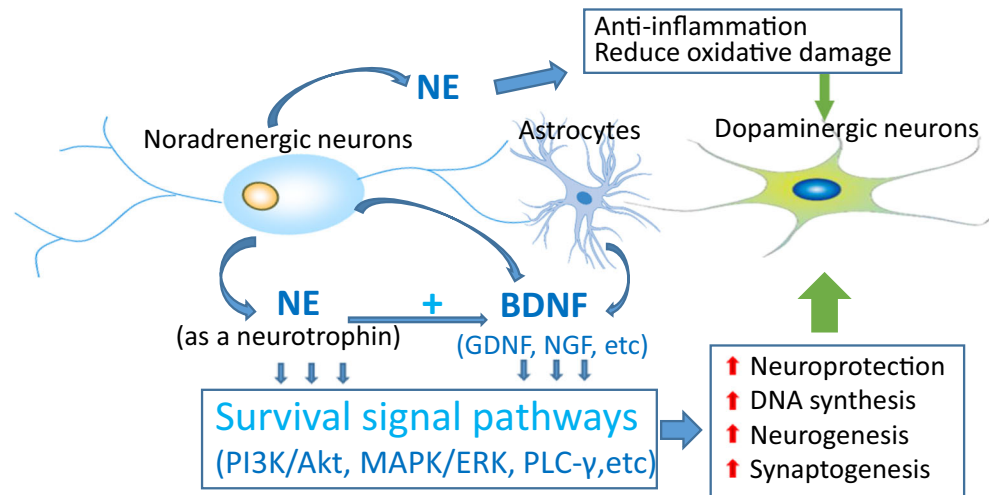 Anti-inflammation
Reduce oxidative damage
NE
Noradrenergic neurons
Astrocytes
Dopaminergic neurons
NE
+
BDNF
(as a neurotrophin)
(GDNF, NGF, etc)
Survival signal pathways
(PI3K/Akt, MAPK/ERK, PLC-γ,etc)
Neuroprotection
DNA synthesis
Neurogenesis
Synaptogenesis